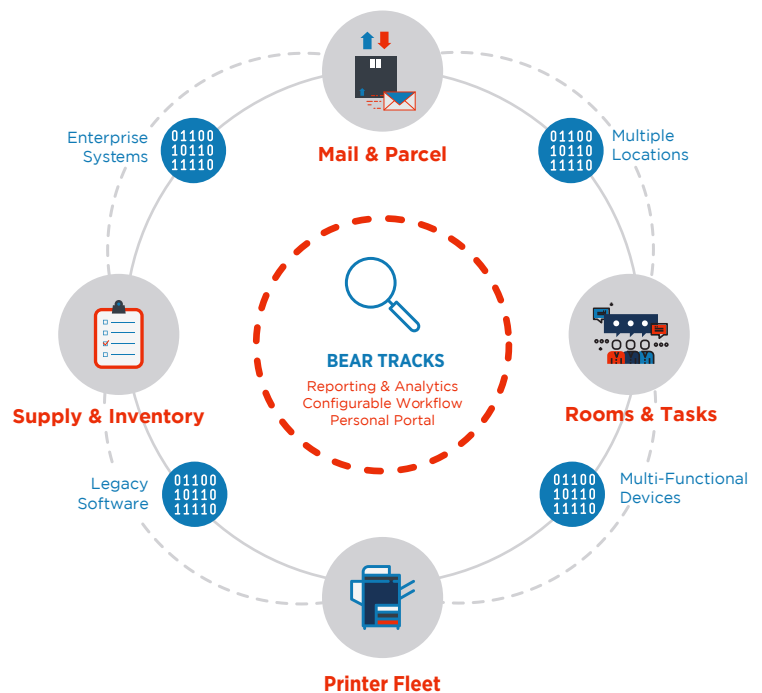 Mail & Parcel
Enterprise
Systems
01100
10110
11110
01100
10110
11110
Multiple
Locations
BEAR TRACKS
Reporting & Analytics
Configurable Workflow
Personal Portal
Supply & Inventory
Rooms & Tasks
Legacy
Software
01100
10110
11110
01100
10110
11110
Multi-Functional
Devices
Printer Fleet